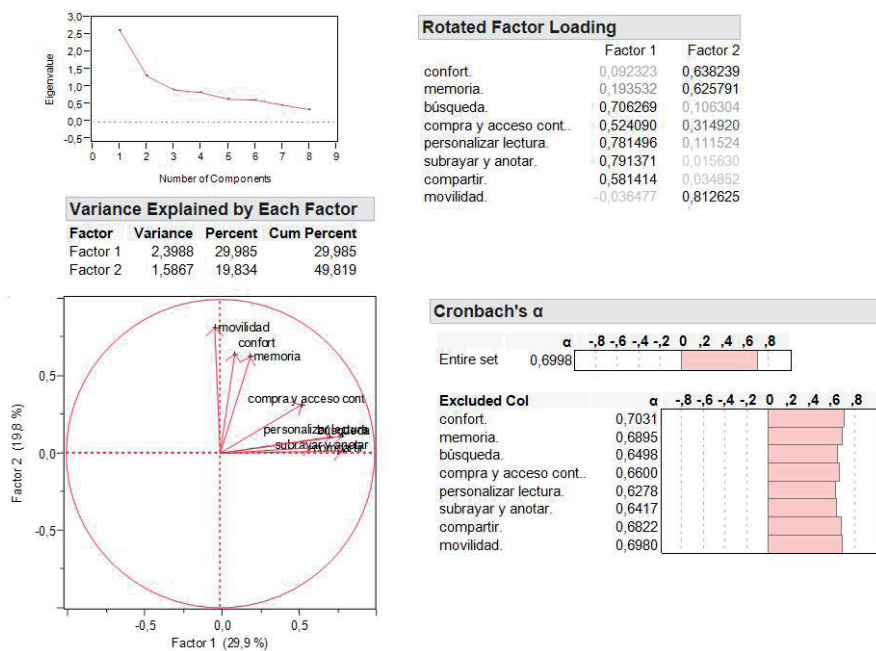 3,0
2,5
2,0
1,5
1,0
0,5
0,0
-0,5
Eigenvalue
0 1 2 3 4 5 6 7 8 9
Number of Components
Rotated Factor Loading
Factor 1 Factor 2
confort. 0,092323 0,638239
memoria. 0,193532 0,625791
búsqueda. 0,706269 0,106304
compra y acceso cont.. 0,524090 0,314920
personalizar lectura. 0,781496 0,111524
subrayar y anotar. 0,791371 0,015630
compartir. 0,581414 0,034852
movilidad. -0,036477 0,812625
Variance Explained by Each Factor
Factor Variance Percent Cum Percent
Factor 1 2,3988 29,985 29,985
Factor 2 1,5867 19,834 49,819
movilidad
confort
memoria
compra y acceso cont
personalizar lectura
búsqueda
subrayar y anotar
compartir
0,5
0,0
-0,5
Factor 2 (19,8 %)
-0,5 0,0 0,5
Factor 1 (29,9 %)
Cronbach's α
α -,8 -,6 -,4 -,2 0 ,2 ,4 ,6 ,8
Entire set 0,6998
Excluded Col α -,8 -,6 -,4 -,2 0 ,2 ,4 ,6 ,8
confort. 0,7031
memoria. 0,6895
búsqueda. 0,6498
compra y acceso cont.. 0,6600
personalizar lectura. 0,6278
subrayar y anotar. 0,6417
compartir. 0,6822
movilidad. 0,6980